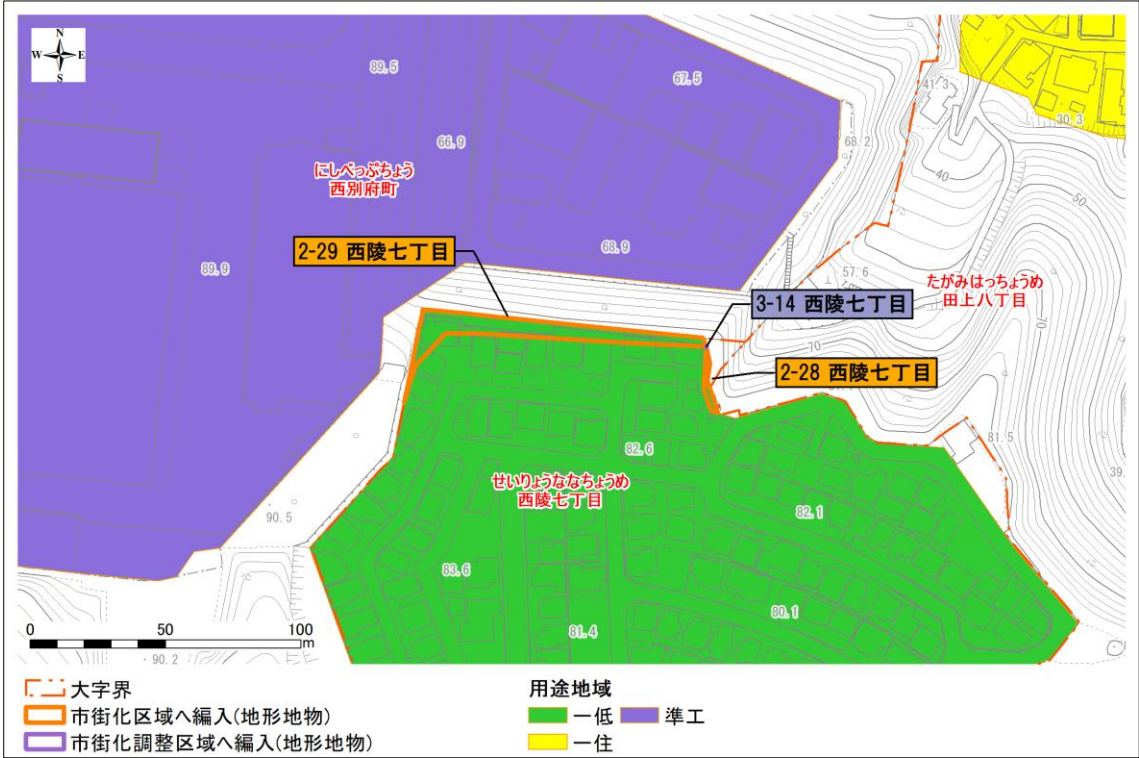 N
W E
S
89.5
67.5
41.3
30.3
66.9
68.2
40
50
にしべっぷちょう
西別府町
68.9
2-29 西陵七丁目
89.9
57.6
たがみはっちょうめ
田上八丁目
3-14 西陵七丁目
70
70
2-28 西陵七丁目
82.6
81.5
39.
せいりょうななちょうめ
西陵七丁目
82.1
90.5
83.6
80.1
81.4
0 50 100
m
90.2
大字界
市街化区域へ編入(地形地物)
市街化調整区域へ編入(地形地物)
用途地域
一低 準工
一住